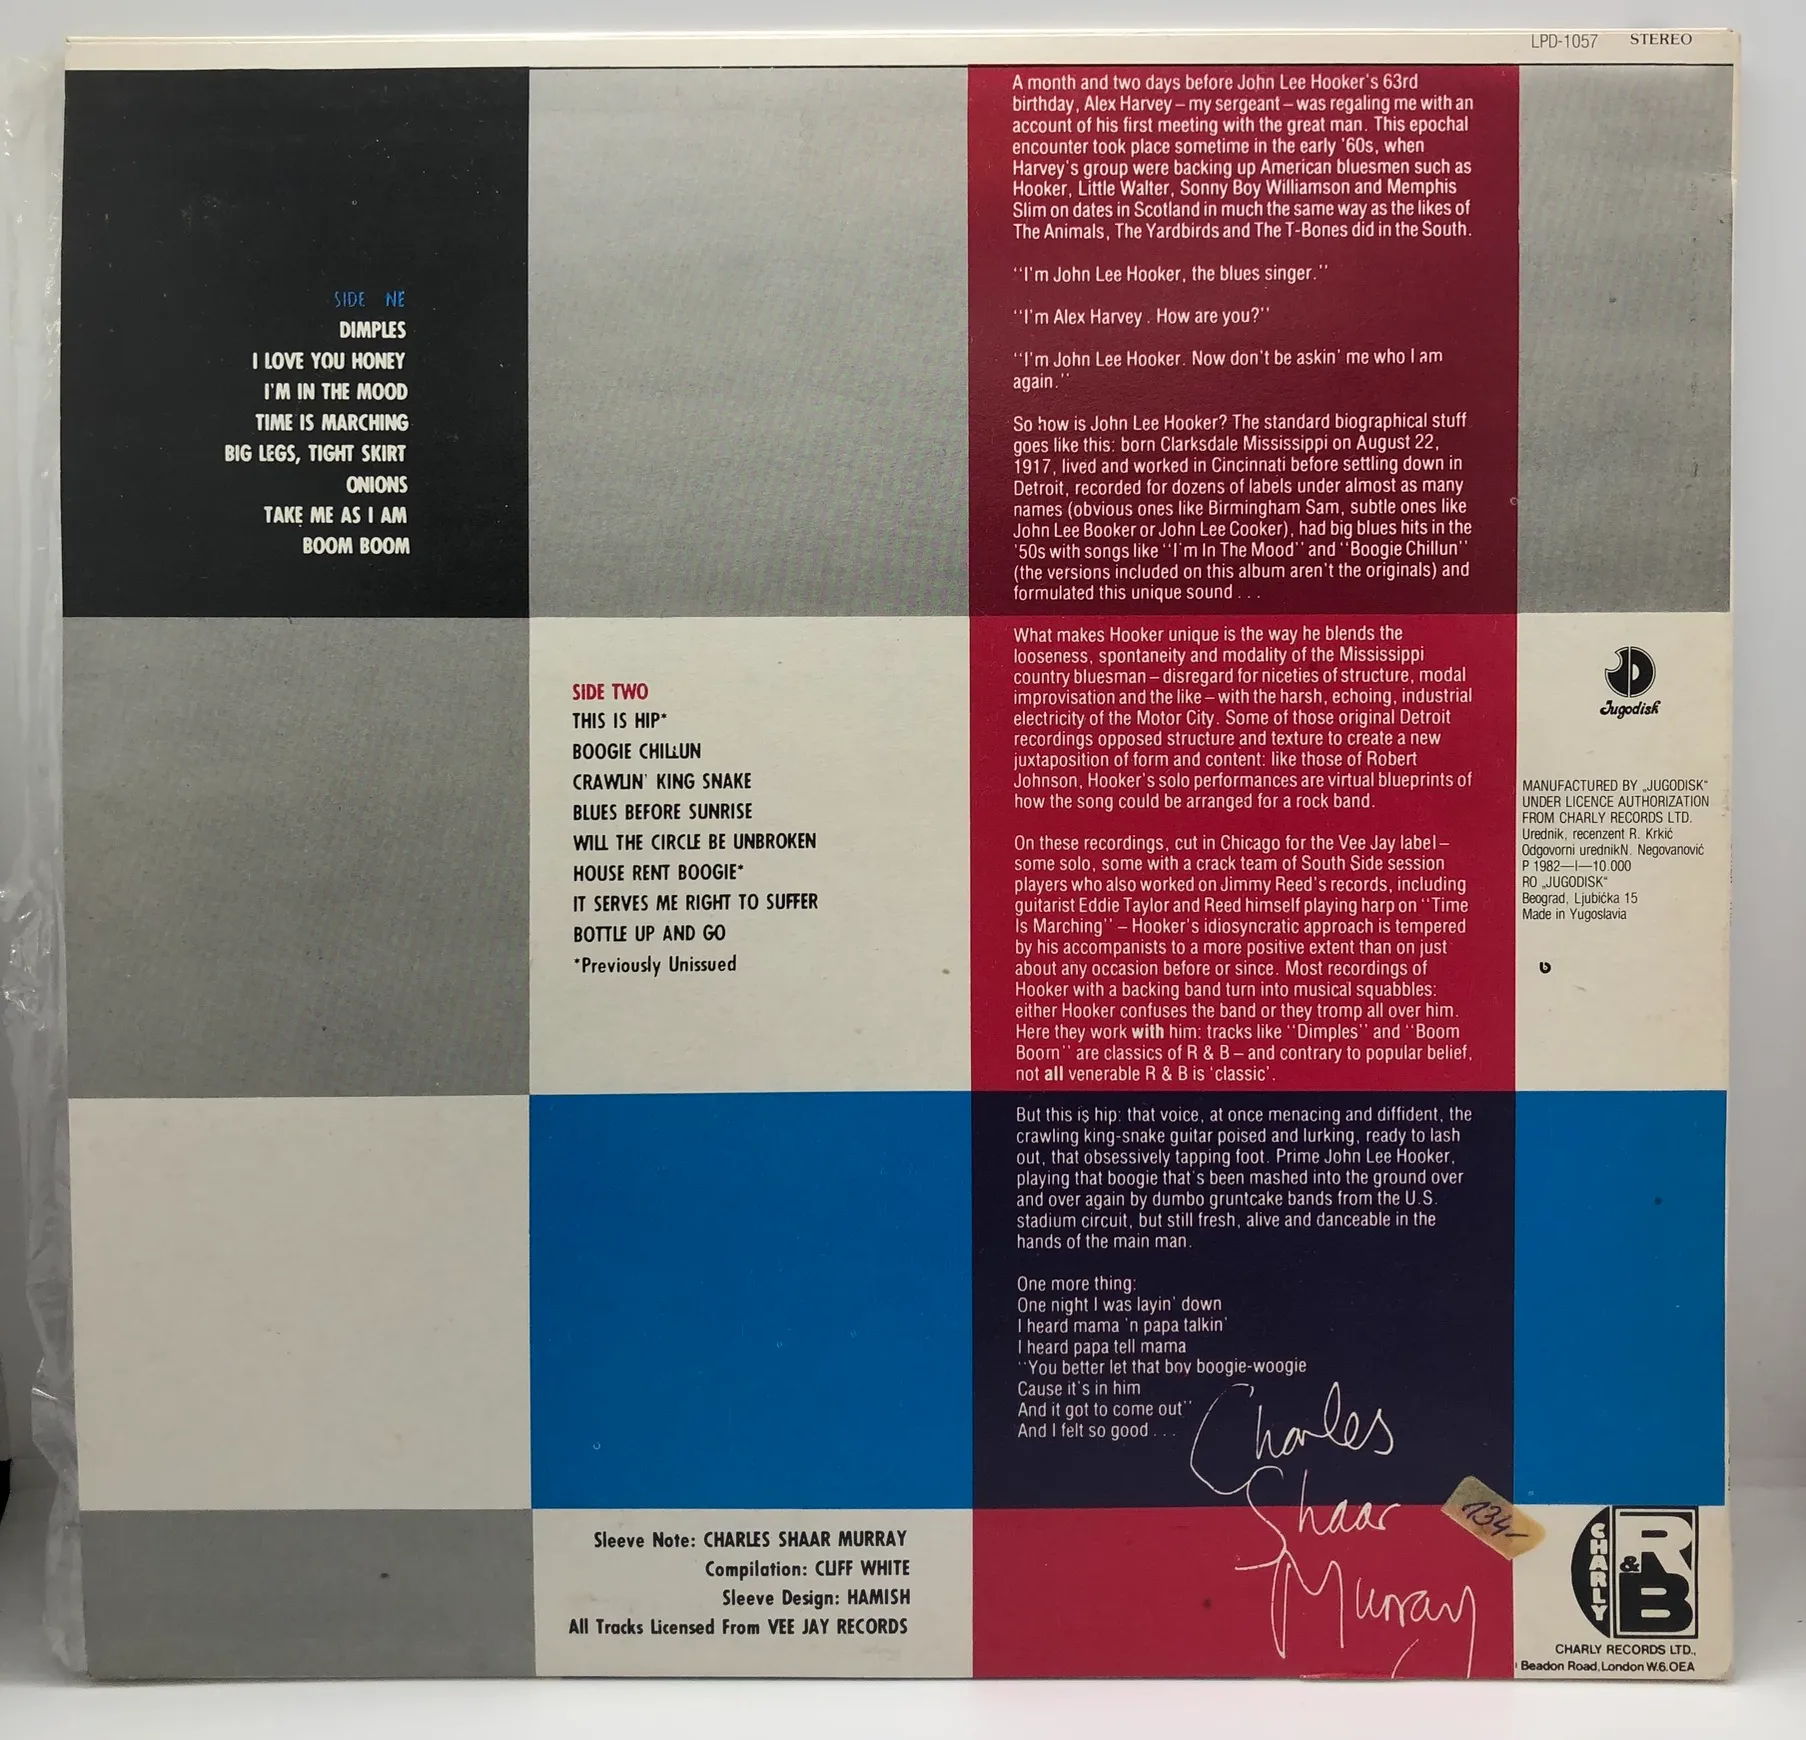 LPD-1057 STEREO
SIDE NE
DIMPLES
I LOVE YOU HONEY
I'M IN THE MOOD
TIME IS MARCHING
BIG LEGS, TIGHT SKIRT
ONIONS
TAKE ME AS I AM
BOOM BOOM
SIDE TWO
THIS IS HIP*
BOOGIE CHILLUN
CRAWLIN' KING SNAKE
BLUES BEFORE SUNRISE
WILL THE CIRCLE BE UNBROKEN
HOUSE RENT BOOGIE*
IT SERVES ME RIGHT TO SUFFER
BOTTLE UP AND GO
*Previously Unissued
Sleeve Note: CHARLES SHAAR MURRAY
Compilation: CLIFF WHITE
Sleeve Design: HAMISH
All Tracks Licensed From VEE JAY RECORDS
A month and two days before John Lee Hooker's 63rd
birthday, Alex Harvey – my sergeant – was regaling me with an
account of his first meeting with the great man. This epochal
encounter took place sometime in the early '60s, when
Harvey's group were backing up American bluesmen such as
Hooker, Little Walter, Sonny Boy Williamson and Memphis
Slim on dates in Scotland in much the same way as the likes of
The Animals, The Yardbirds and The T-Bones did in the South.
"I'm John Lee Hooker, the blues singer."
"I'm Alex Harvey. How are you?"
"I'm John Lee Hooker. Now don't be askin' me who I am
again."
So how is John Lee Hooker? The standard biographical stuff
goes like this: born Clarksdale Mississippi on August 22,
1917, lived and worked in Cincinnati before settling down in
Detroit, recorded for dozens of labels under almost as many
names (obvious ones like Birmingham Sam, subtle ones like
John Lee Booker or John Lee Cooker), had big blues hits in the
'50s with songs like "I'm In The Mood" and "Boogie Chillun"
(the versions included on this album aren't the originals) and
formulated this unique sound . . .
What makes Hooker unique is the way he blends the
looseness, spontaneity and modality of the Mississippi
country bluesman – disregard for niceties of structure, modal
improvisation and the like – with the harsh, echoing, industrial
electricity of the Motor City. Some of those original Detroit
recordings opposed structure and texture to create a new
juxtaposition of form and content: like those of Robert
Johnson, Hooker's solo performances are virtual blueprints of
how the song could be arranged for a rock band.
On these recordings, cut in Chicago for the Vee Jay label –
some solo, some with a crack team of South Side session
players who also worked on Jimmy Reed's records, including
guitarist Eddie Taylor and Reed himself playing harp on "Time
Is Marching" – Hooker's idiosyncratic approach is tempered
by his accompanists to a more positive extent than on just
about any occasion before or since. Most recordings of
Hooker with a backing band turn into musical squabbles:
either Hooker confuses the band or they tromp all over him.
Here they work with him: tracks like "Dimples" and "Boom
Boom" are classics of R & B – and contrary to popular belief,
not all venerable R & B is 'classic'.
But this is hip: that voice, at once menacing and diffident, the
crawling king-snake guitar poised and lurking, ready to lash
out, that obsessively tapping foot. Prime John Lee Hooker,
playing that boogie that's been mashed into the ground over
and over again by dumbo gruntcake bands from the U.S.
stadium circuit, but still fresh, alive and danceable in the
hands of the main man.
One more thing:
One night I was layin' down
I heard mama 'n papa talkin'
I heard papa tell mama
"You better let that boy boogie-woogie
Cause it's in him
And it got to come out"
And I felt so good . . .
Charles
Shaar
Murray
134-
Jugodisk
MANUFACTURED BY „JUGODISK“
UNDER LICENCE AUTHORIZATION
FROM CHARLY RECORDS LTD.
Urednik, recenzent R. Krkić
Odgovorni urednikN. Negovanović
P 1982—I—10.000
RO „JUGODISK“
Beograd, Ljubička 15
Made in Yugoslavia
CHARLY
R&B
CHARLY RECORDS LTD.,
Beadon Road, London W.6.OEA